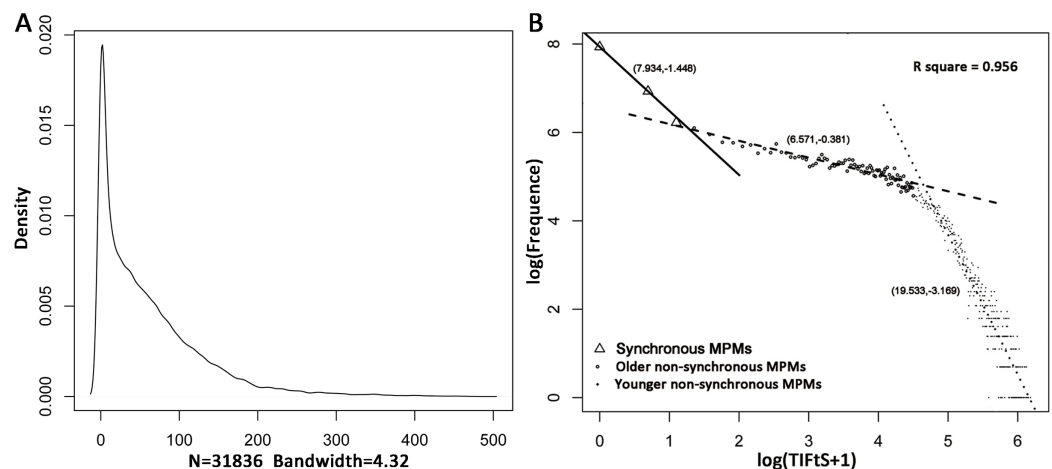 A
Density
0.000
0.005
0.010
0.015
0.020
0
100
200
300
400
500
N=31836 Bandwidth=4.32
B
log(Frequence)
0
2
4
6
8
0
1
2
3
4
5
6
log(TIFtS+1)
(7.934,-1.448)
R square = 0.956
(6.571,-0.381)
(19.533,-3.169)
Synchronous MPMs
Older non-synchronous MPMs
Younger non-synchronous MPMs